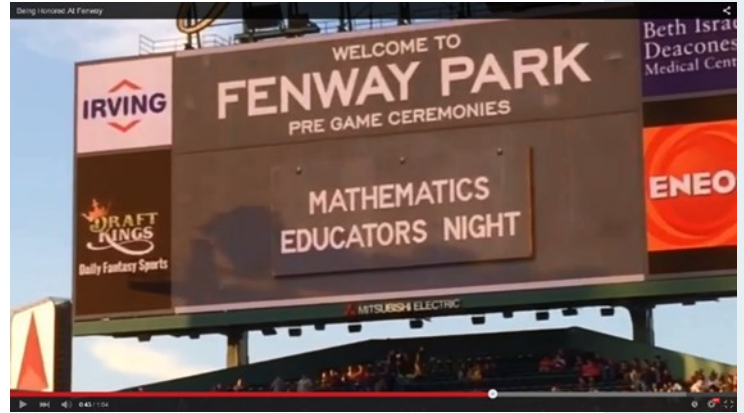 Being Honored At Fenway
WELCOME TO
FENWAY PARK
PRE GAME CEREMONIES
IRVING
MATHEMATICS
EDUCATORS NIGHT
DRAFT
KINGS
Daily Fantasy Sports
Beth Israe
Deacones
Medical Cent
ENEO
MITSUBISHI ELECTRIC
0:45 / 1:04